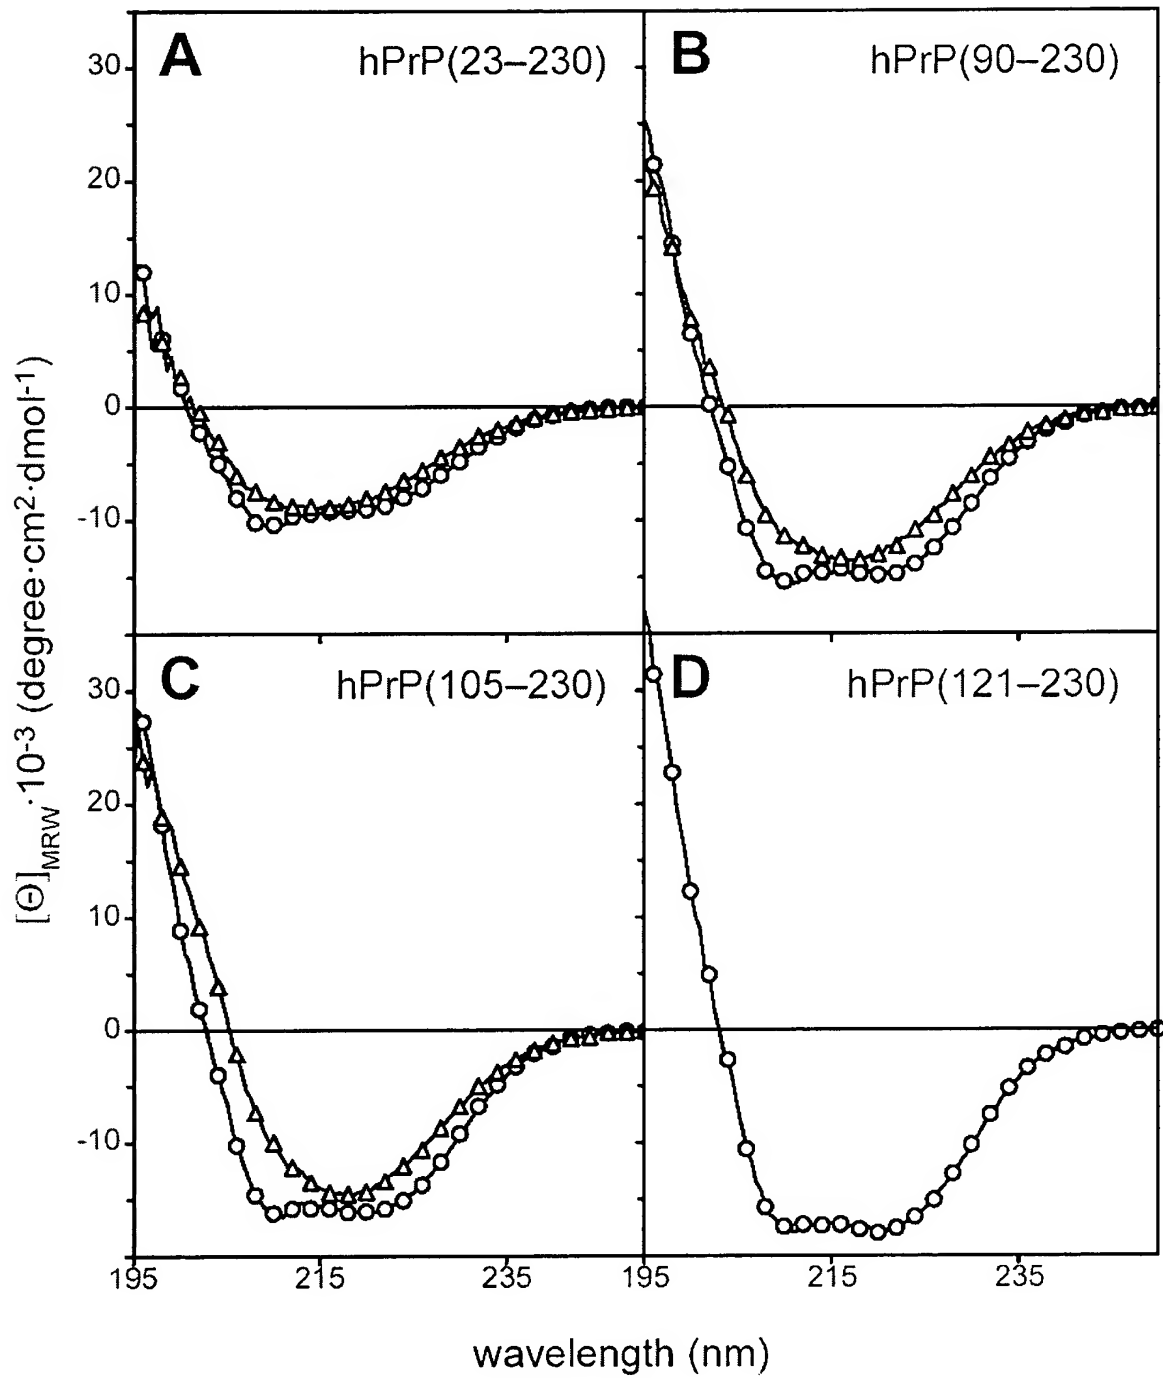 A hPrP(23–230)
B hPrP(90–230)
30
20
10
0
-10
C hPrP(105–230)
D hPrP(121–230)
30
20
10
0
-10
195 215 235 195 215 235
[Θ]MRW·10-3 (degree·cm2·dmol-1)
wavelength (nm)